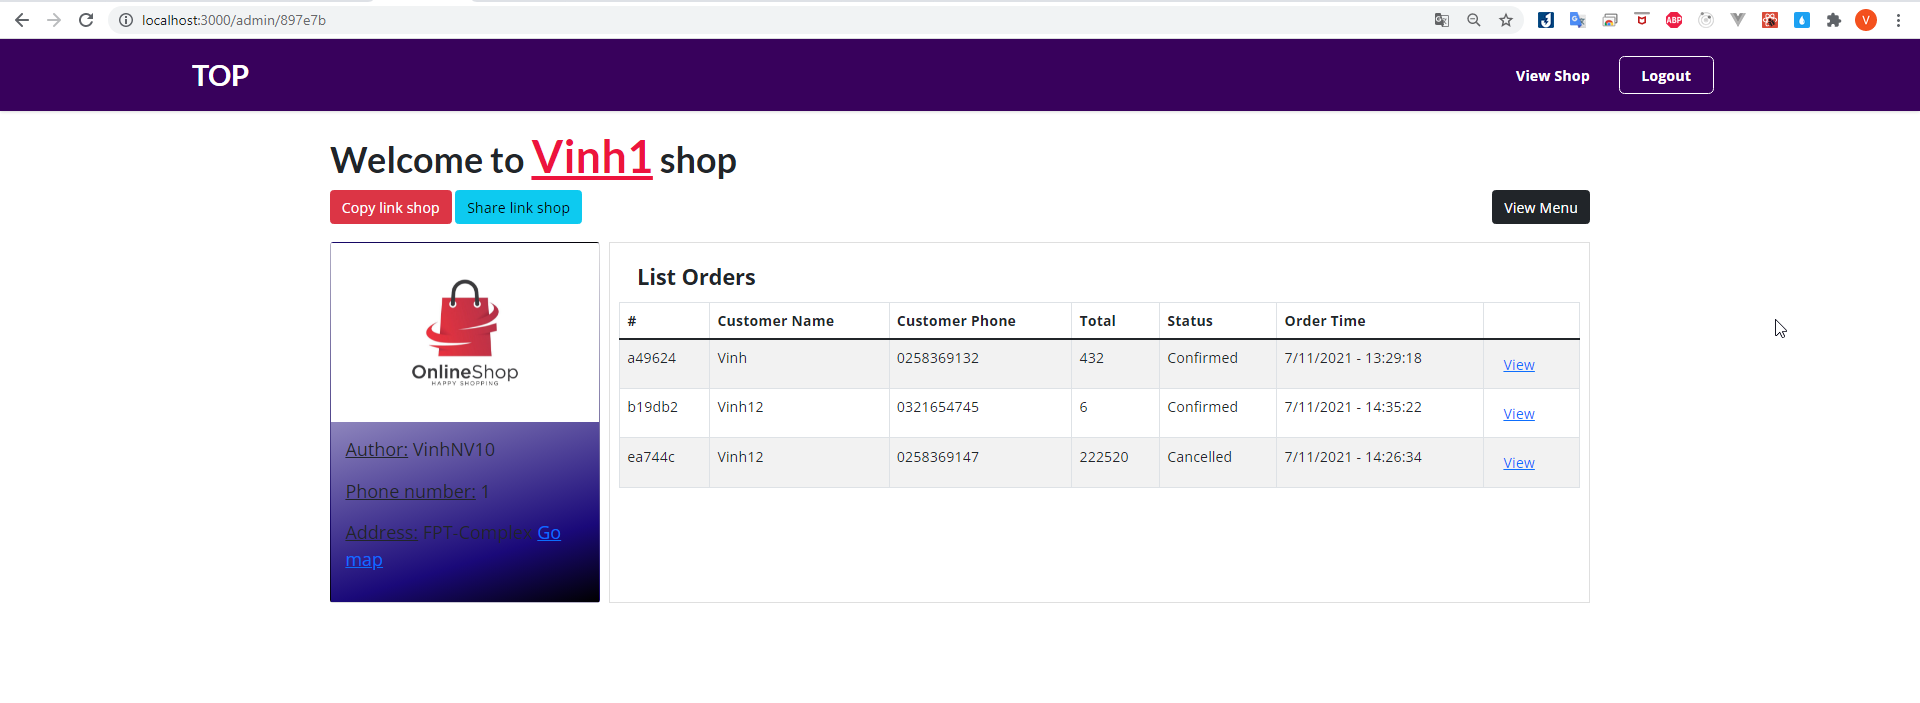 localhost:3000/admin/897e7b
ABP
V
TOP
View Shop
Logout
Welcome to Vinh1 shop
Copy link shop
Share link shop
View Menu
OnlineShop
HAPPY SHOPPING
Author: VinhNV10
Phone number: 1
Address: FPT-Complex Go
map
List Orders
# Customer Name Customer Phone Total Status Order Time
a49624 Vinh 0258369132 432 Confirmed 7/11/2021 - 13:29:18 View
b19db2 Vinh12 0321654745 6 Confirmed 7/11/2021 - 14:35:22 View
ea744c Vinh12 0258369147 222520 Cancelled 7/11/2021 - 14:26:34 View